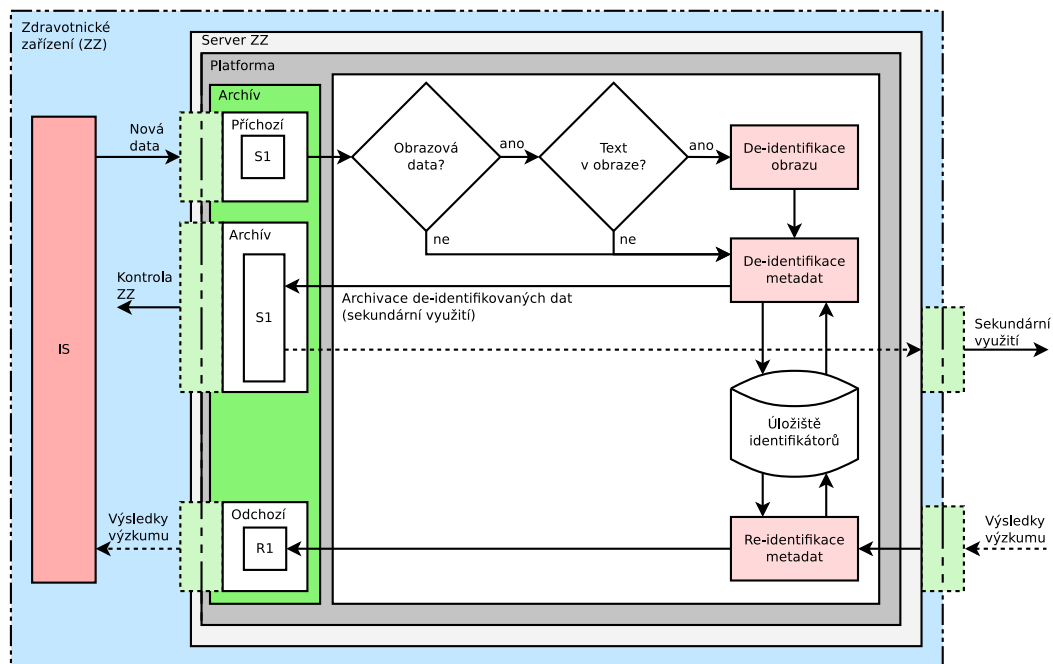 Zdravotnické
zařízení (ZZ)
Server ZZ
Platforma
Archív
Příchozí
S1
Nová
data
Obrazová
data?
ano
Text
v obraze?
ano
De-identifikace
obrazu
ne
ne
Archív
S1
De-identifikace
metadat
Kontrola
ZZ
Archivace de-identifikovaných dat
(sekundární využití)
IS
Sekundární
využití
Úložiště
identifikátorů
Odchozí
R1
Výsledky
výzkumu
Re-identifikace
metadat
Výsledky
výzkumu